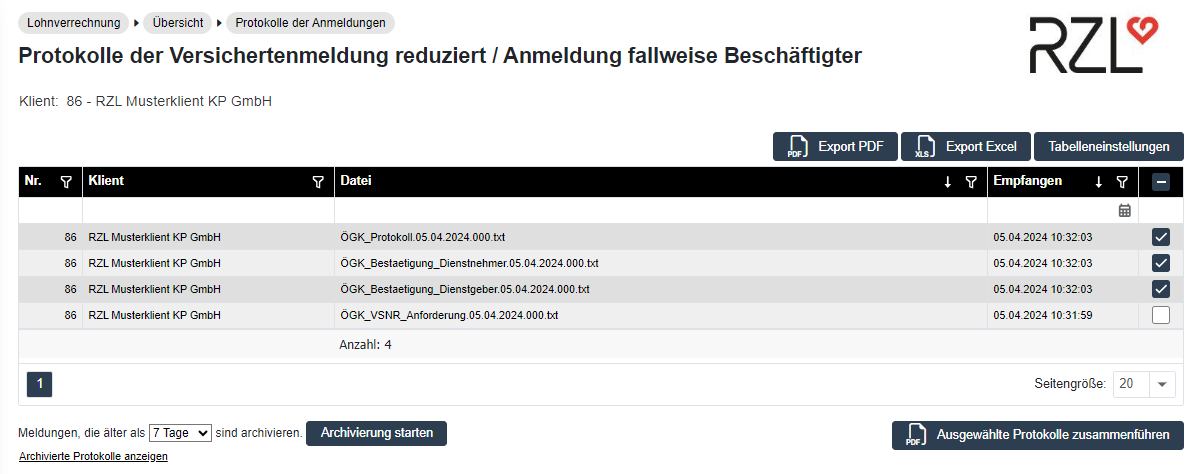 Lohnverrechnung Übersicht Protokolle der Anmeldungen
RZL
Protokolle der Versichertenmeldung reduziert / Anmeldung fallweise Beschäftigter
Klient: 86 - RZL Musterklient KP GmbH
PDF Export PDF XLS Export Excel Tabelleneinstellungen
Nr. Klient Datei Empfangen
86 RZL Musterklient KP GmbH ÖGK_Protokoll.05.04.2024.000.txt 05.04.2024 10:32:03
86 RZL Musterklient KP GmbH ÖGK_Bestaetigung_Dienstnehmer.05.04.2024.000.txt 05.04.2024 10:32:03
86 RZL Musterklient KP GmbH ÖGK_Bestaetigung_Dienstgeber.05.04.2024.000.txt 05.04.2024 10:32:03
86 RZL Musterklient KP GmbH ÖGK_VSNR_Anforderung.05.04.2024.000.txt 05.04.2024 10:31:59
Anzahl: 4
1 Seitengröße: 20
Meldungen, die älter als 7 Tage sind archivieren. Archivierung starten PDF Ausgewählte Protokolle zusammenführen
Archivierte Protokolle anzeigen